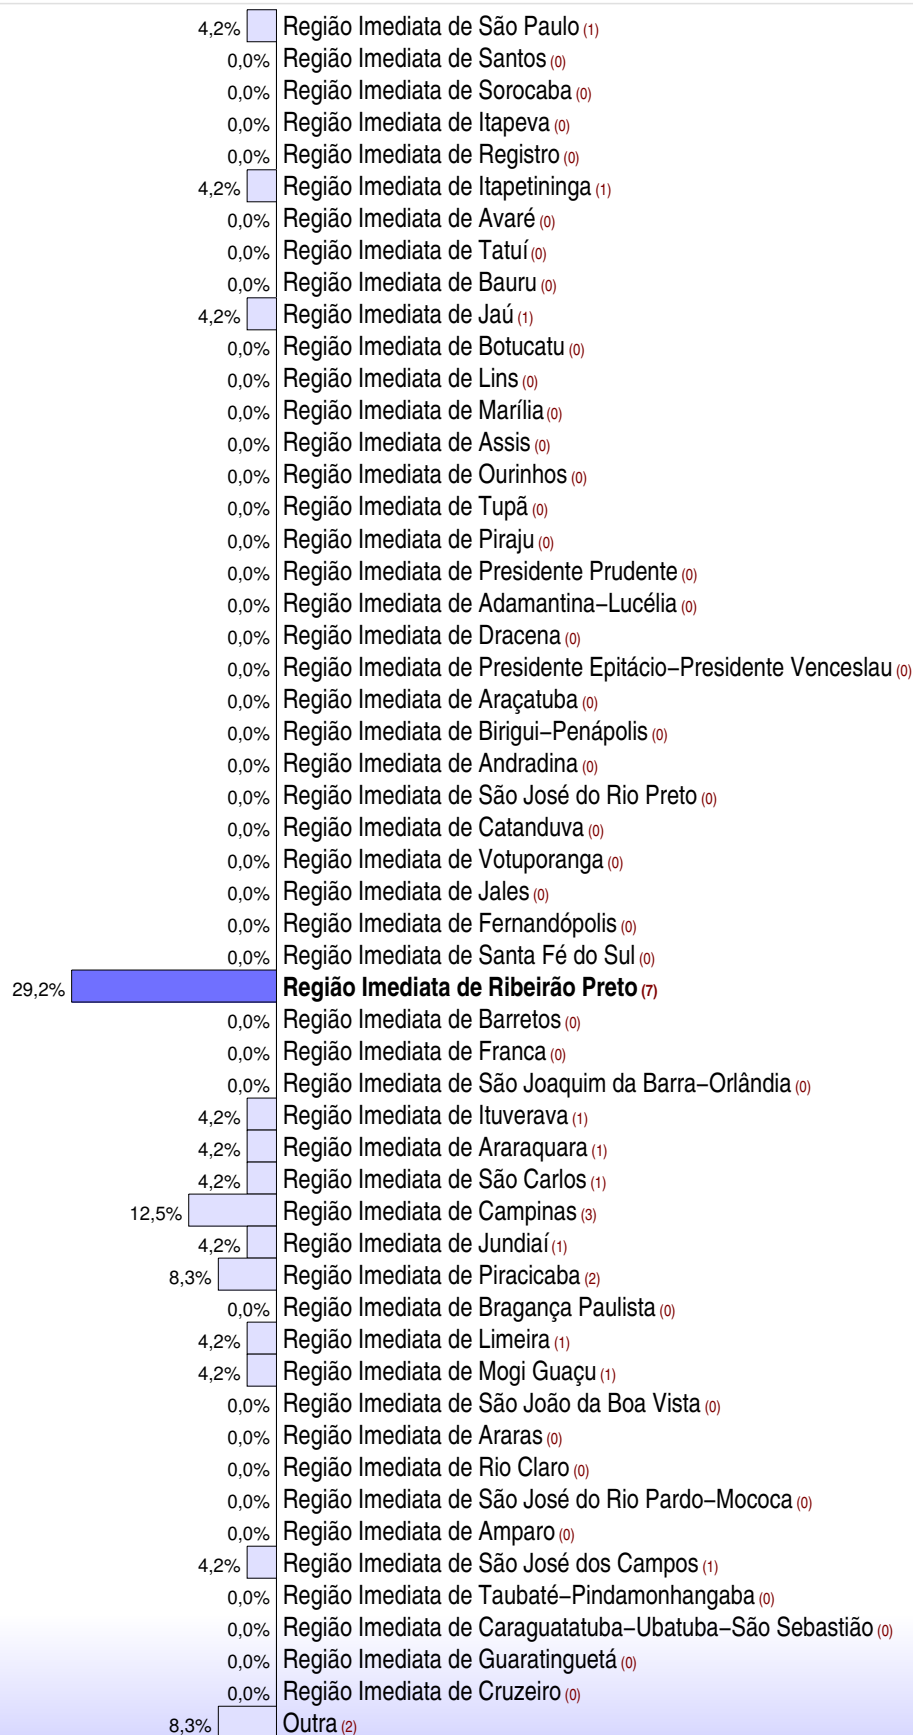 4,2% Região Imediata de São Paulo (1)
0,0% Região Imediata de Santos (0)
0,0% Região Imediata de Sorocaba (0)
0,0% Região Imediata de Itapeva (0)
0,0% Região Imediata de Registro (0)
4,2% Região Imediata de Itapetininga (1)
0,0% Região Imediata de Avaré (0)
0,0% Região Imediata de Tatuí (0)
0,0% Região Imediata de Bauru (0)
4,2% Região Imediata de Jaú (1)
0,0% Região Imediata de Botucatu (0)
0,0% Região Imediata de Lins (0)
0,0% Região Imediata de Marília (0)
0,0% Região Imediata de Assis (0)
0,0% Região Imediata de Ourinhos (0)
0,0% Região Imediata de Tupã (0)
0,0% Região Imediata de Piraju (0)
0,0% Região Imediata de Presidente Prudente (0)
0,0% Região Imediata de Adamantina–Lucélia (0)
0,0% Região Imediata de Dracena (0)
0,0% Região Imediata de Presidente Epitácio–Presidente Venceslau (0)
0,0% Região Imediata de Araçatuba (0)
0,0% Região Imediata de Birigui–Penápolis (0)
0,0% Região Imediata de Andradina (0)
0,0% Região Imediata de São José do Rio Preto (0)
0,0% Região Imediata de Catanduva (0)
0,0% Região Imediata de Votuporanga (0)
0,0% Região Imediata de Jales (0)
0,0% Região Imediata de Fernandópolis (0)
0,0% Região Imediata de Santa Fé do Sul (0)
29,2% Região Imediata de Ribeirão Preto (7)
0,0% Região Imediata de Barretos (0)
0,0% Região Imediata de Franca (0)
0,0% Região Imediata de São Joaquim da Barra–Orlândia (0)
4,2% Região Imediata de Ituverava (1)
4,2% Região Imediata de Araraquara (1)
4,2% Região Imediata de São Carlos (1)
12,5% Região Imediata de Campinas (3)
4,2% Região Imediata de Jundiaí (1)
8,3% Região Imediata de Piracicaba (2)
0,0% Região Imediata de Bragança Paulista (0)
4,2% Região Imediata de Limeira (1)
4,2% Região Imediata de Mogi Guaçu (1)
0,0% Região Imediata de São João da Boa Vista (0)
0,0% Região Imediata de Araras (0)
0,0% Região Imediata de Rio Claro (0)
0,0% Região Imediata de São José do Rio Pardo–Mococa (0)
0,0% Região Imediata de Amparo (0)
4,2% Região Imediata de São José dos Campos (1)
0,0% Região Imediata de Taubaté–Pindamonhangaba (0)
0,0% Região Imediata de Caraguatatuba–Ubatuba–São Sebastião (0)
0,0% Região Imediata de Guaratinguetá (0)
0,0% Região Imediata de Cruzeiro (0)
8,3% Outra (2)